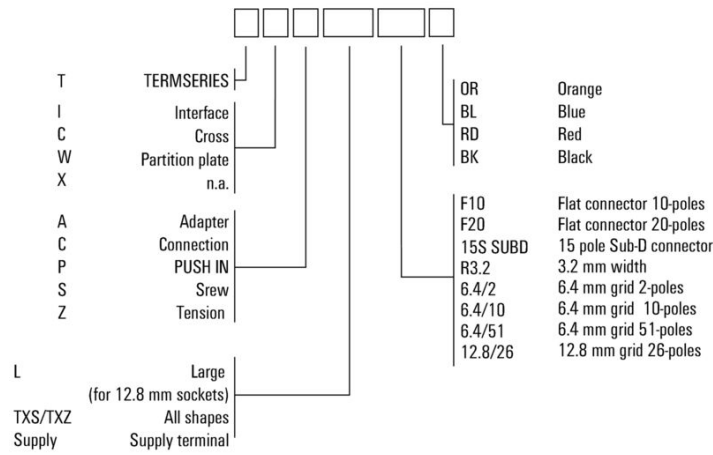 T TERMSERIES
I Interface
C Cross
W Partition plate
X n.a.
A Adapter
C Connection
P PUSH IN
S Srew
Z Tension
L Large
(for 12.8 mm sockets)
TXS/TXZ All shapes
Supply Supply terminal
OR Orange
BL Blue
RD Red
BK Black
F10 Flat connector 10-poles
F20 Flat connector 20-poles
15S SUBD 15 pole Sub-D connector
R3.2 3.2 mm width
6.4/2 6.4 mm grid 2-poles
6.4/10 6.4 mm grid 10-poles
6.4/51 6.4 mm grid 51-poles
12.8/26 12.8 mm grid 26-poles